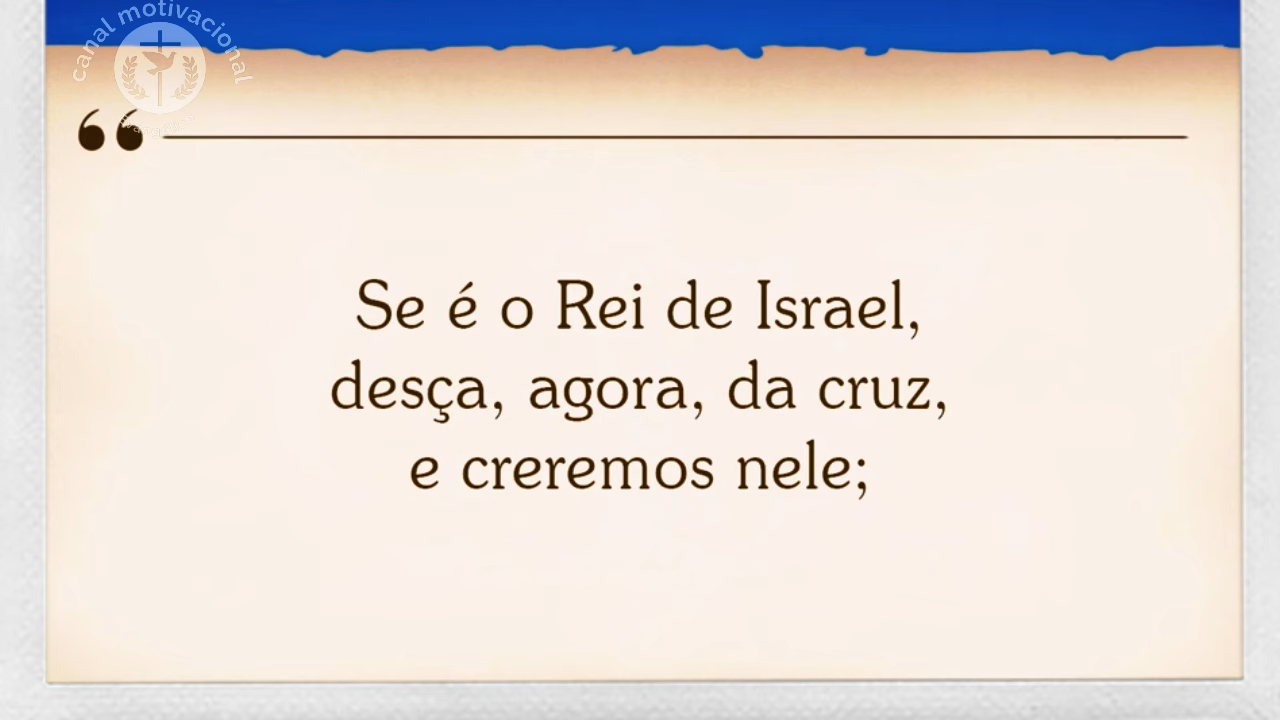 canal motivacional
“
Se é o Rei de Israel,
desça, agora, da cruz,
e creremos nele;